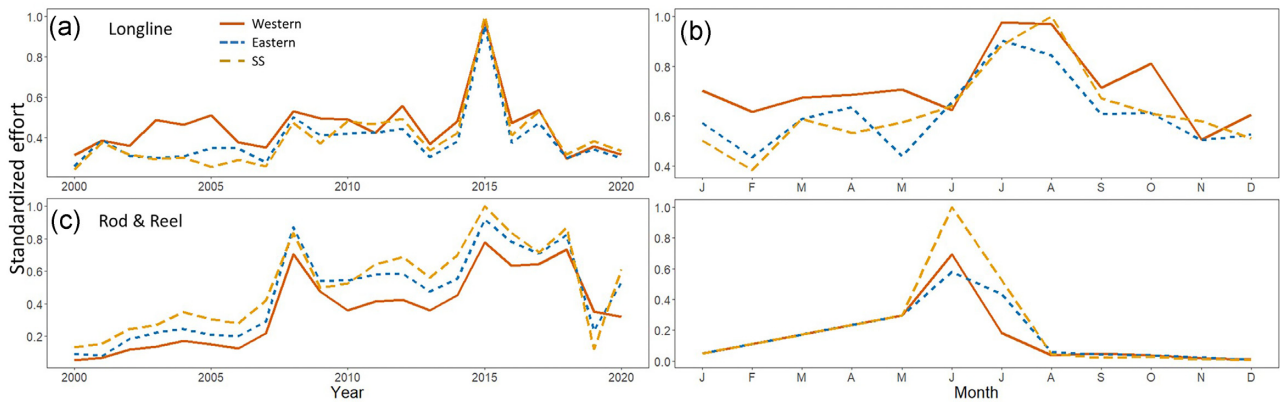 (a) Longline
Western
Eastern
SS
1.0
0.8
0.6
0.4
2000 2005 2010 2015 2020
(b)
1.0
0.8
0.6
0.4
J F M A M J J A S O N D
Standardized effort
(c) Rod & Reel
1.0
0.8
0.6
0.4
0.2
2000 2005 2010 2015 2020
Year
1.0
0.8
0.6
0.4
0.2
0.0
J F M A M J J A S O N D
Month